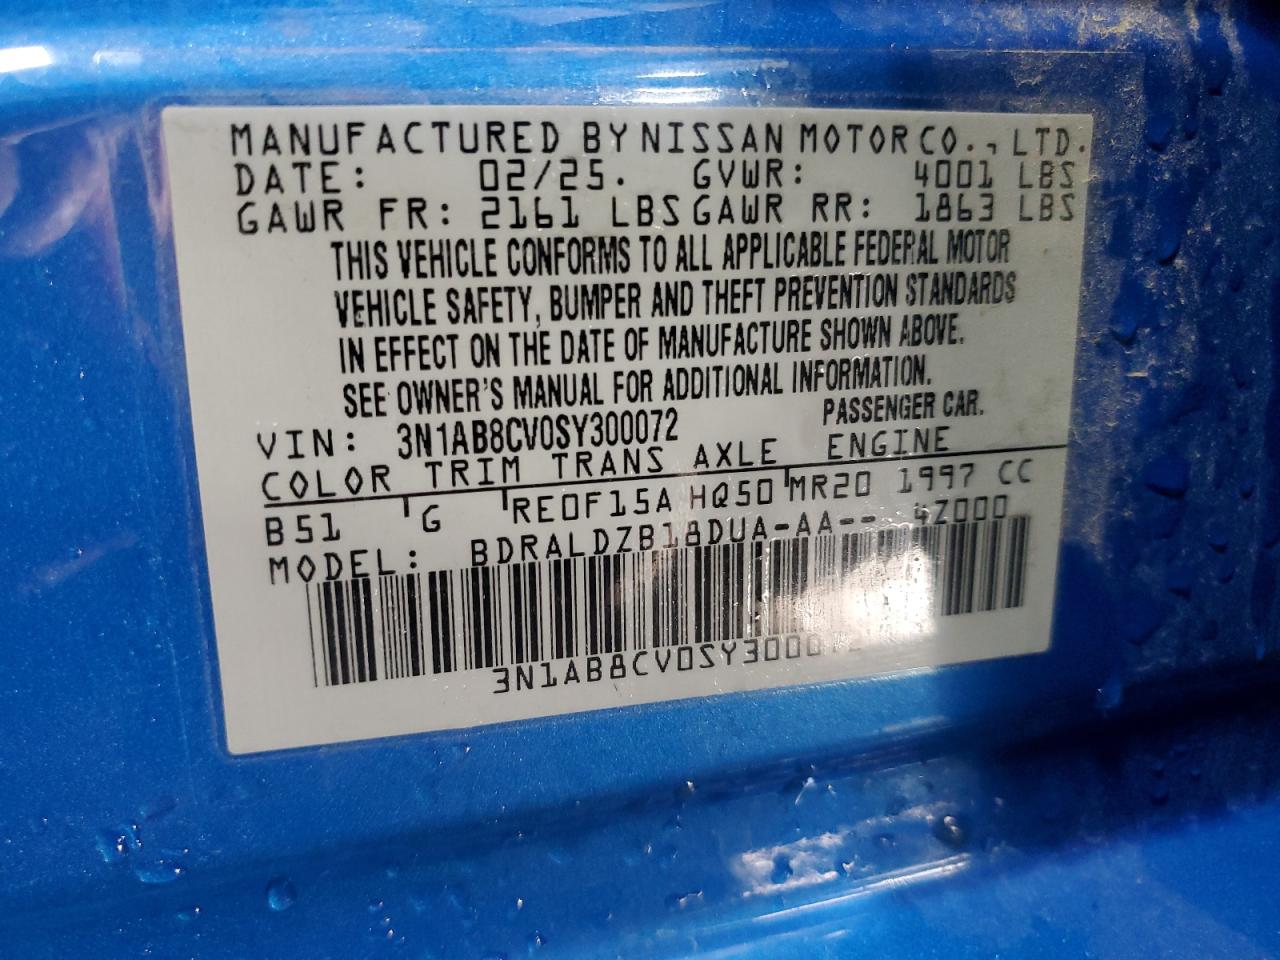 MANUFACTURED BY NISSAN MOTOR CO., LTD.
DATE: 02/25. GVWR: 4001 LBS
GAWR FR: 2161 LBS GAWR RR: 1863 LBS
THIS VEHICLE CONFORMS TO ALL APPLICABLE FEDERAL MOTOR
VEHICLE SAFETY, BUMPER AND THEFT PREVENTION STANDARDS
IN EFFECT ON THE DATE OF MANUFACTURE SHOWN ABOVE.
SEE OWNER'S MANUAL FOR ADDITIONAL INFORMATION.
VIN: 3N1AB8CV0SY300072 PASSENGER CAR.
COLOR TRIM TRANS AXLE ENGINE
B51 G RE0F15A HQ50 MR20 1997 CC
MODEL: BDRALDZB18DUA-AA-- 4Z000